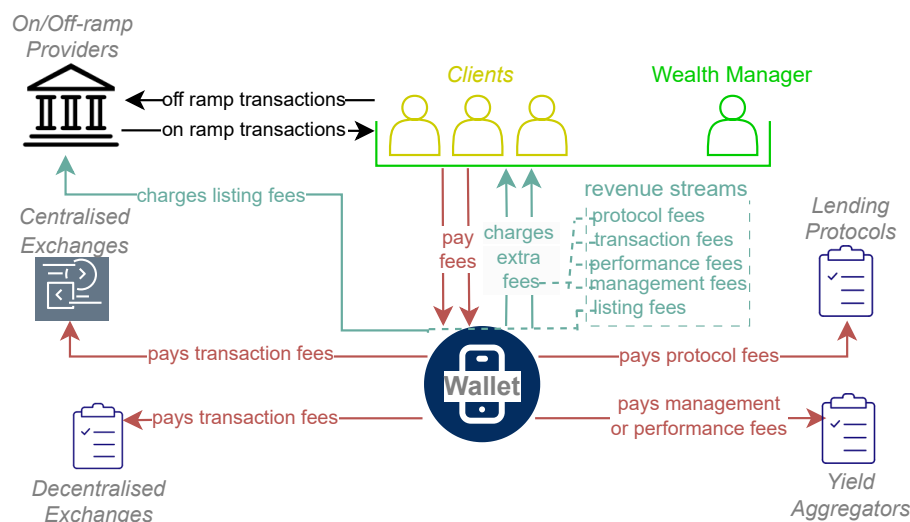 On/Off-ramp
Providers
Clients
Wealth Manager
off ramp transactions
on ramp transactions
charges listing fees
pay
fees
charges
extra
fees
revenue streams
protocol fees
transaction fees
performance fees
management fees
listing fees
Centralised
Exchanges
Lending
Protocols
pays transaction fees
Wallet
pays protocol fees
pays transaction fees
pays management
or performance fees
Decentralised
Exchanges
Yield
Aggregators